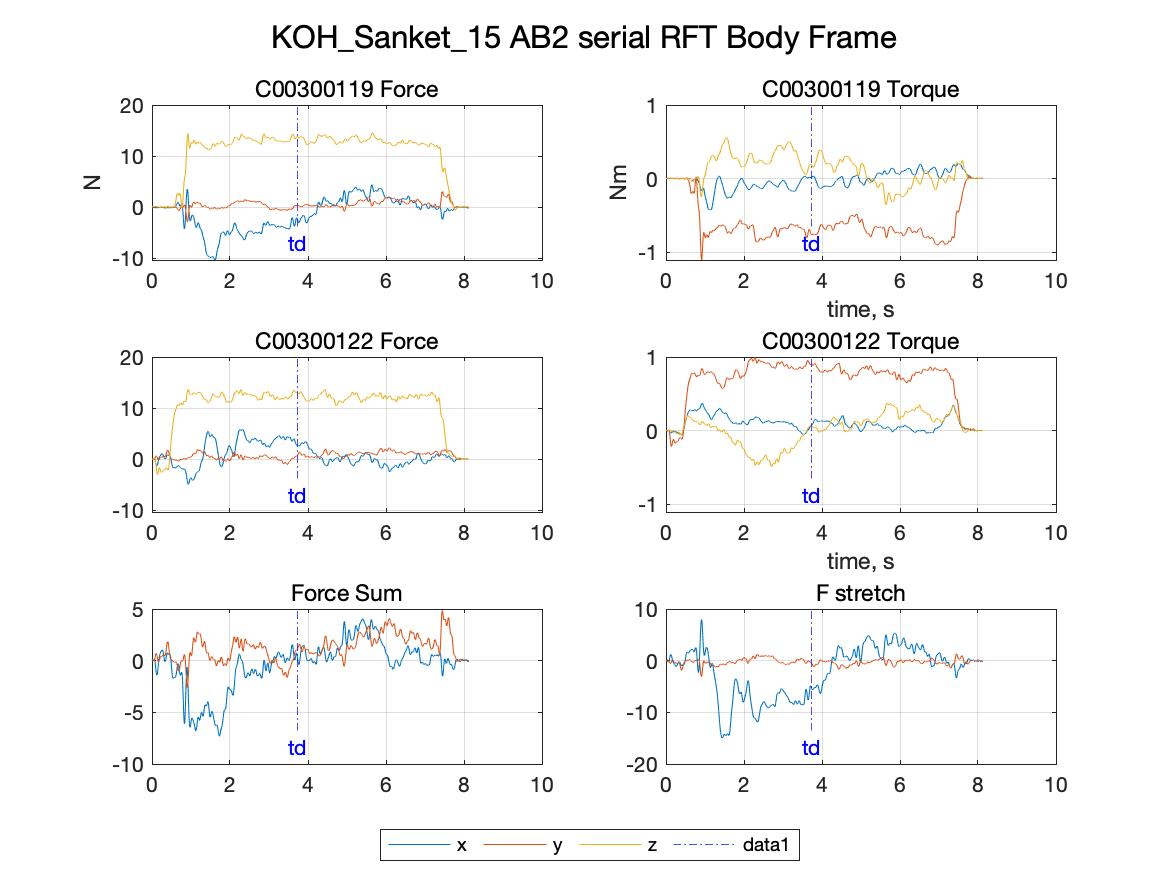 KOH_Sanket_15 AB2 serial RFT Body Frame
C00300119 Force
20
10
0
-10
N
td
0 2 4 6 8 10
C00300119 Torque
1
0
-1
Nm
td
0 2 4 6 8 10
time, s
C00300122 Force
20
10
0
-10
td
0 2 4 6 8 10
C00300122 Torque
1
0
-1
td
0 2 4 6 8 10
time, s
Force Sum
5
0
-5
-10
td
0 2 4 6 8 10
F stretch
10
0
-10
-20
td
0 2 4 6 8 10
x y z data1